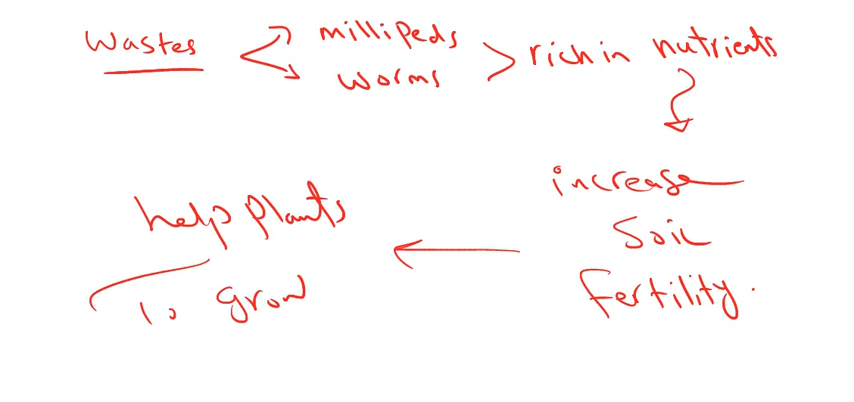 Wastes millipeds rich in nutrients
worms
increase
Soil
fertility.
help plants
To grow